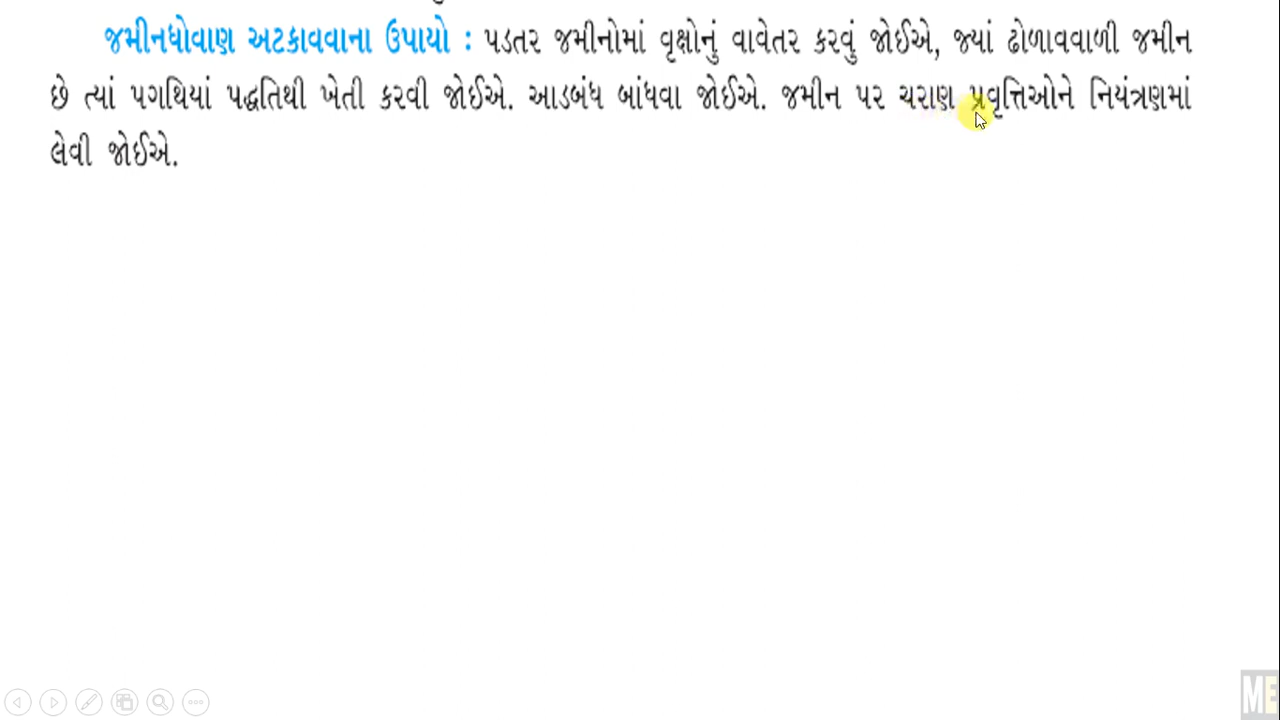 જમીનધોવાણ અટકાવવાના ઉપાયો : પડતર જમીનોમાં વૃક્ષોનું વાવેતર કરવું જોઈએ, જ્યાં ઢોળાવવાળી જમીન
છે ત્યાં પગથિયાં પદ્ધતિથી ખેતી કરવી જોઈએ. આડબંધ બાંધવા જોઈએ. જમીન પર ચરાણ પ્રવૃત્તિઓને નિયંત્રણમાં
લેવી જોઈએ.
ME